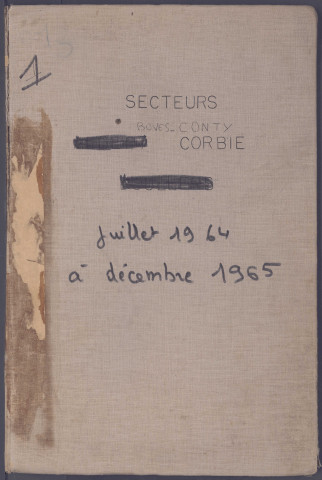 1
SECTEURS
BOVES-CONTY
CORBIE
Juillet 1964
à décembre 1965